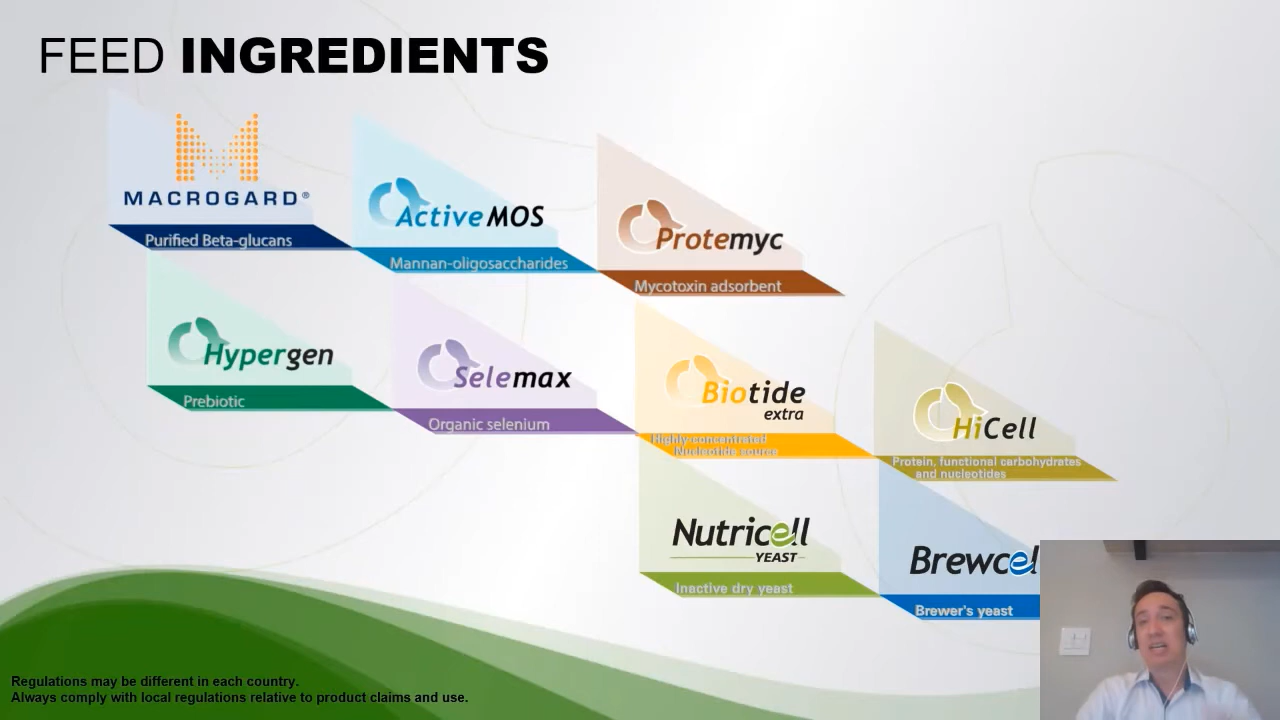 FEED INGREDIENTS
MACROGARD®
Purified Beta-glucans
ActiveMOS
Mannan-oligosaccharides
Protemyc
Mycotoxin adsorbent
Hypergen
Prebiotic
Selemax
Organic selenium
Biotide
extra
Highly concentrated
Nucleotide source
HiCell
Protein, functional carbohydrates
and nucleotides
Nutricell
YEAST
Inactive dry yeast
Brewcel
Brewer's yeast
Regulations may be different in each country.
Always comply with local regulations relative to product claims and use.